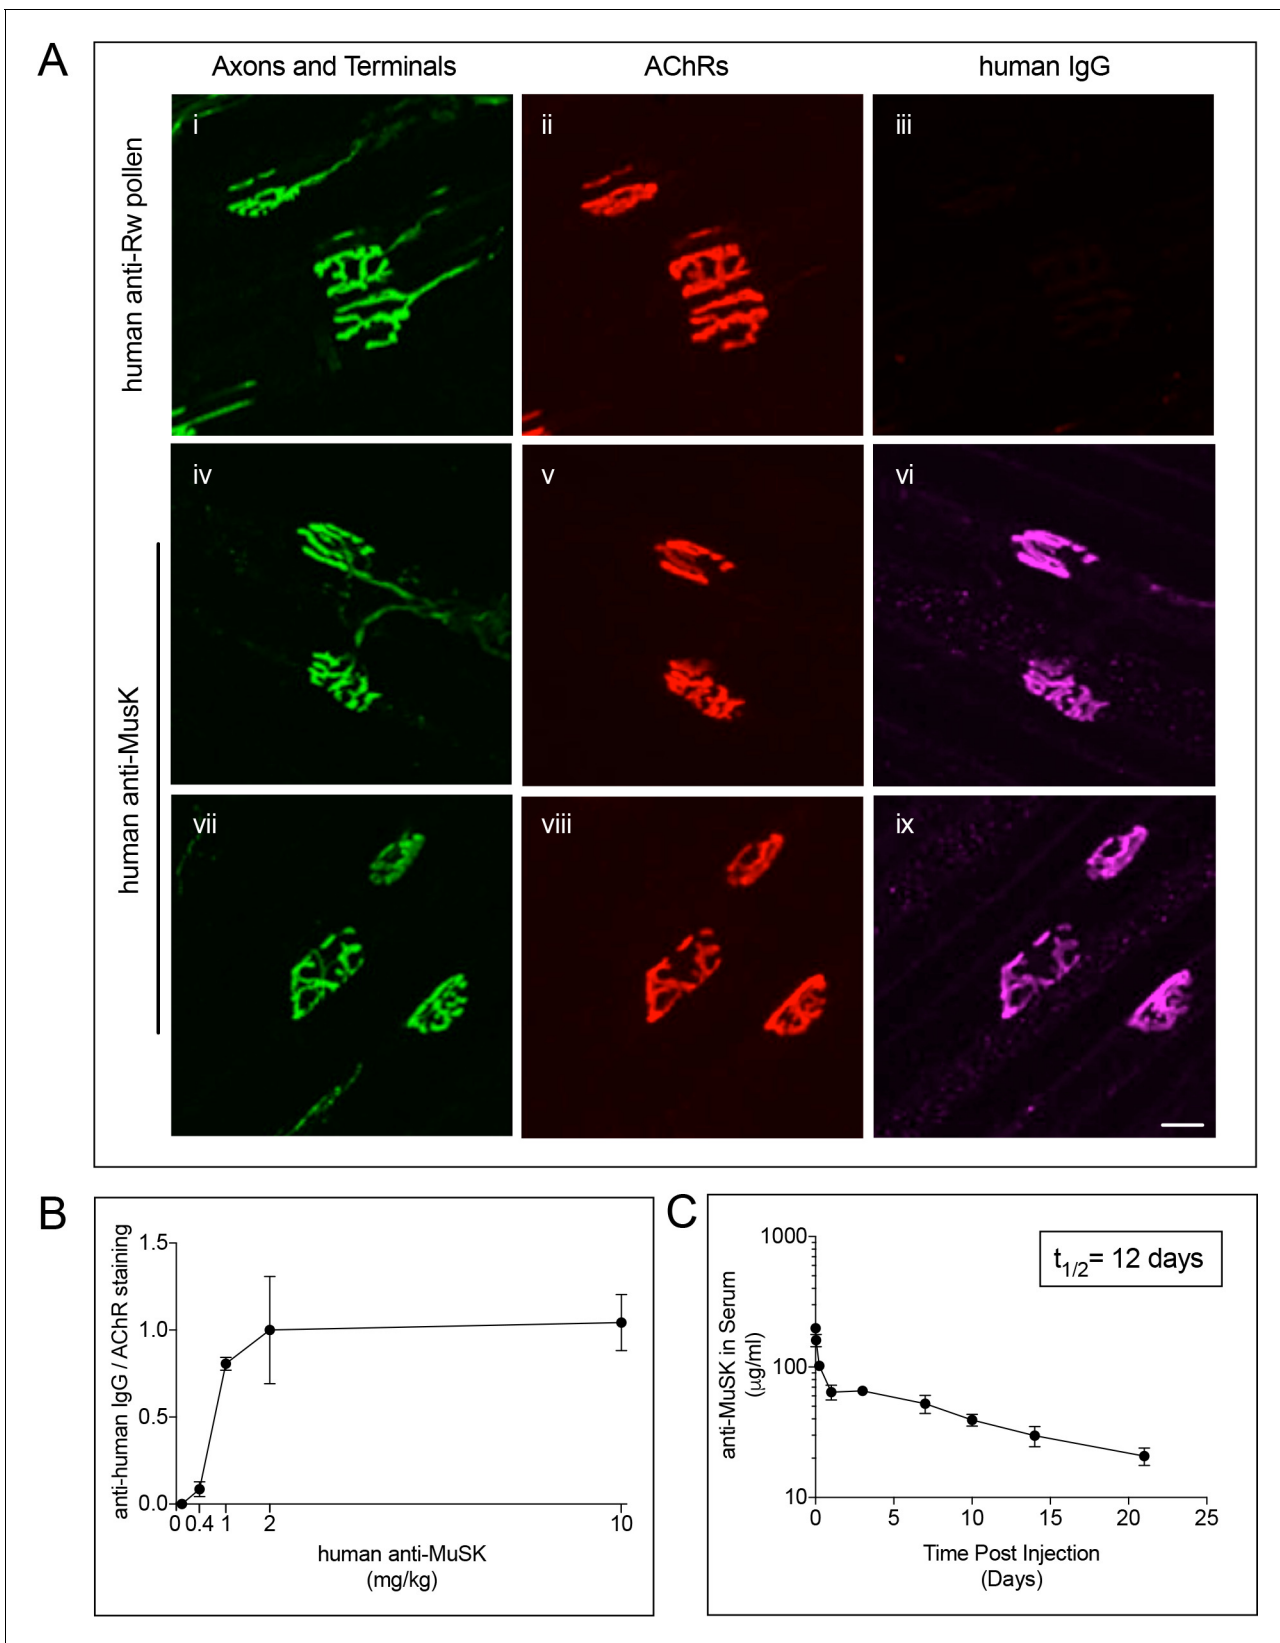 A
Axons and Terminals
AChRs
human IgG
human anti-Rw pollen
i
ii
iii
human anti-MusK
iv
v
vi
vii
viii
ix
B
anti-human IgG / AChR staining
1.5
1.0
0.5
0.0
0 0.4 1 2 10
human anti-MuSK
(mg/kg)
C
t1/2= 12 days
anti-MuSK in Serum
(μg/ml)
1000
100
10
0 5 10 15 20 25
Time Post Injection
(Days)